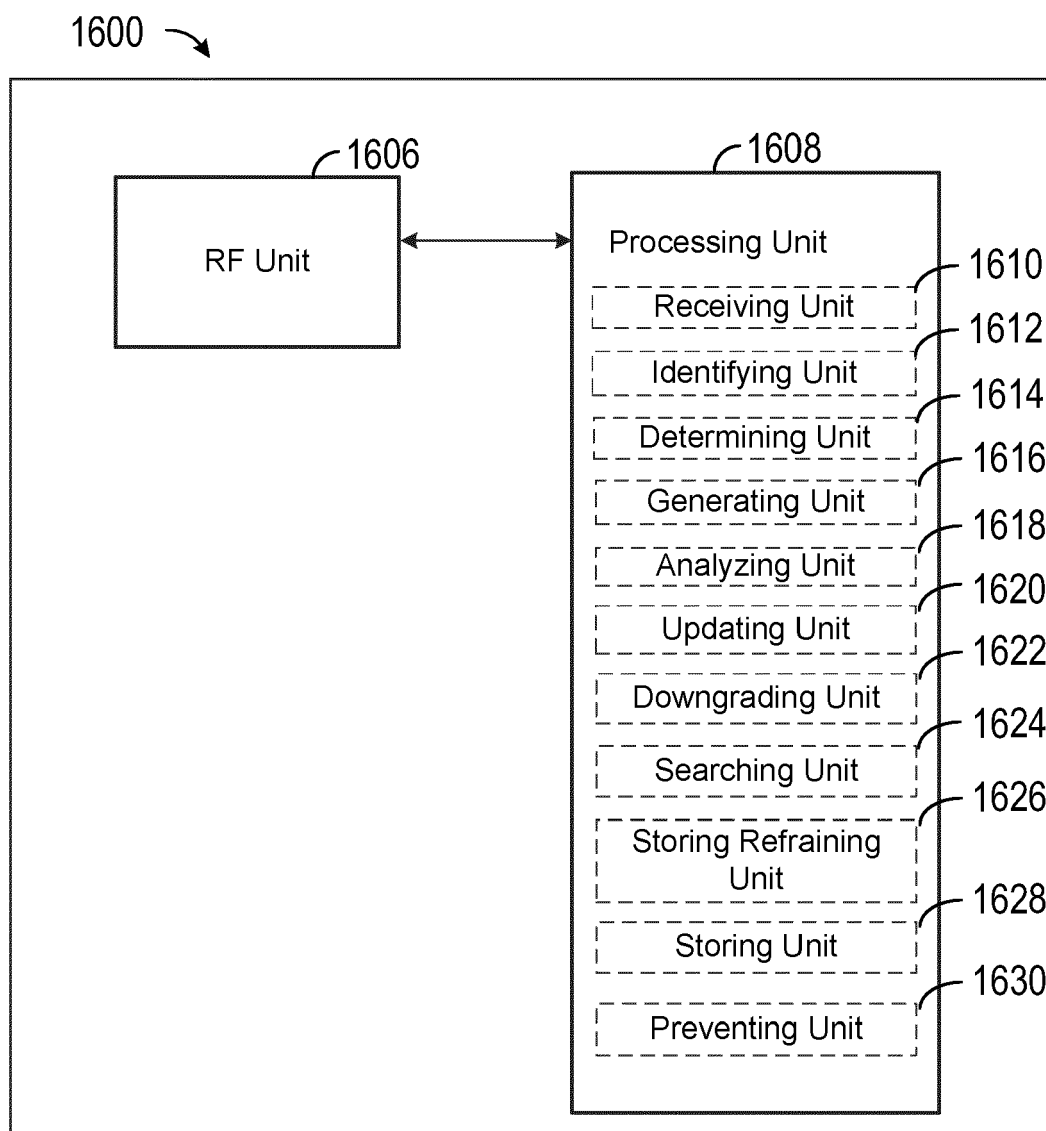 1600
1606
1608
RF Unit
Processing Unit
1610
Receiving Unit
1612
Identifying Unit
1614
Determining Unit
1616
Generating Unit
1618
Analyzing Unit
1620
Updating Unit
1622
Downgrading Unit
1624
Searching Unit
1626
Storing Refraining
Unit
1628
Storing Unit
1630
Preventing Unit